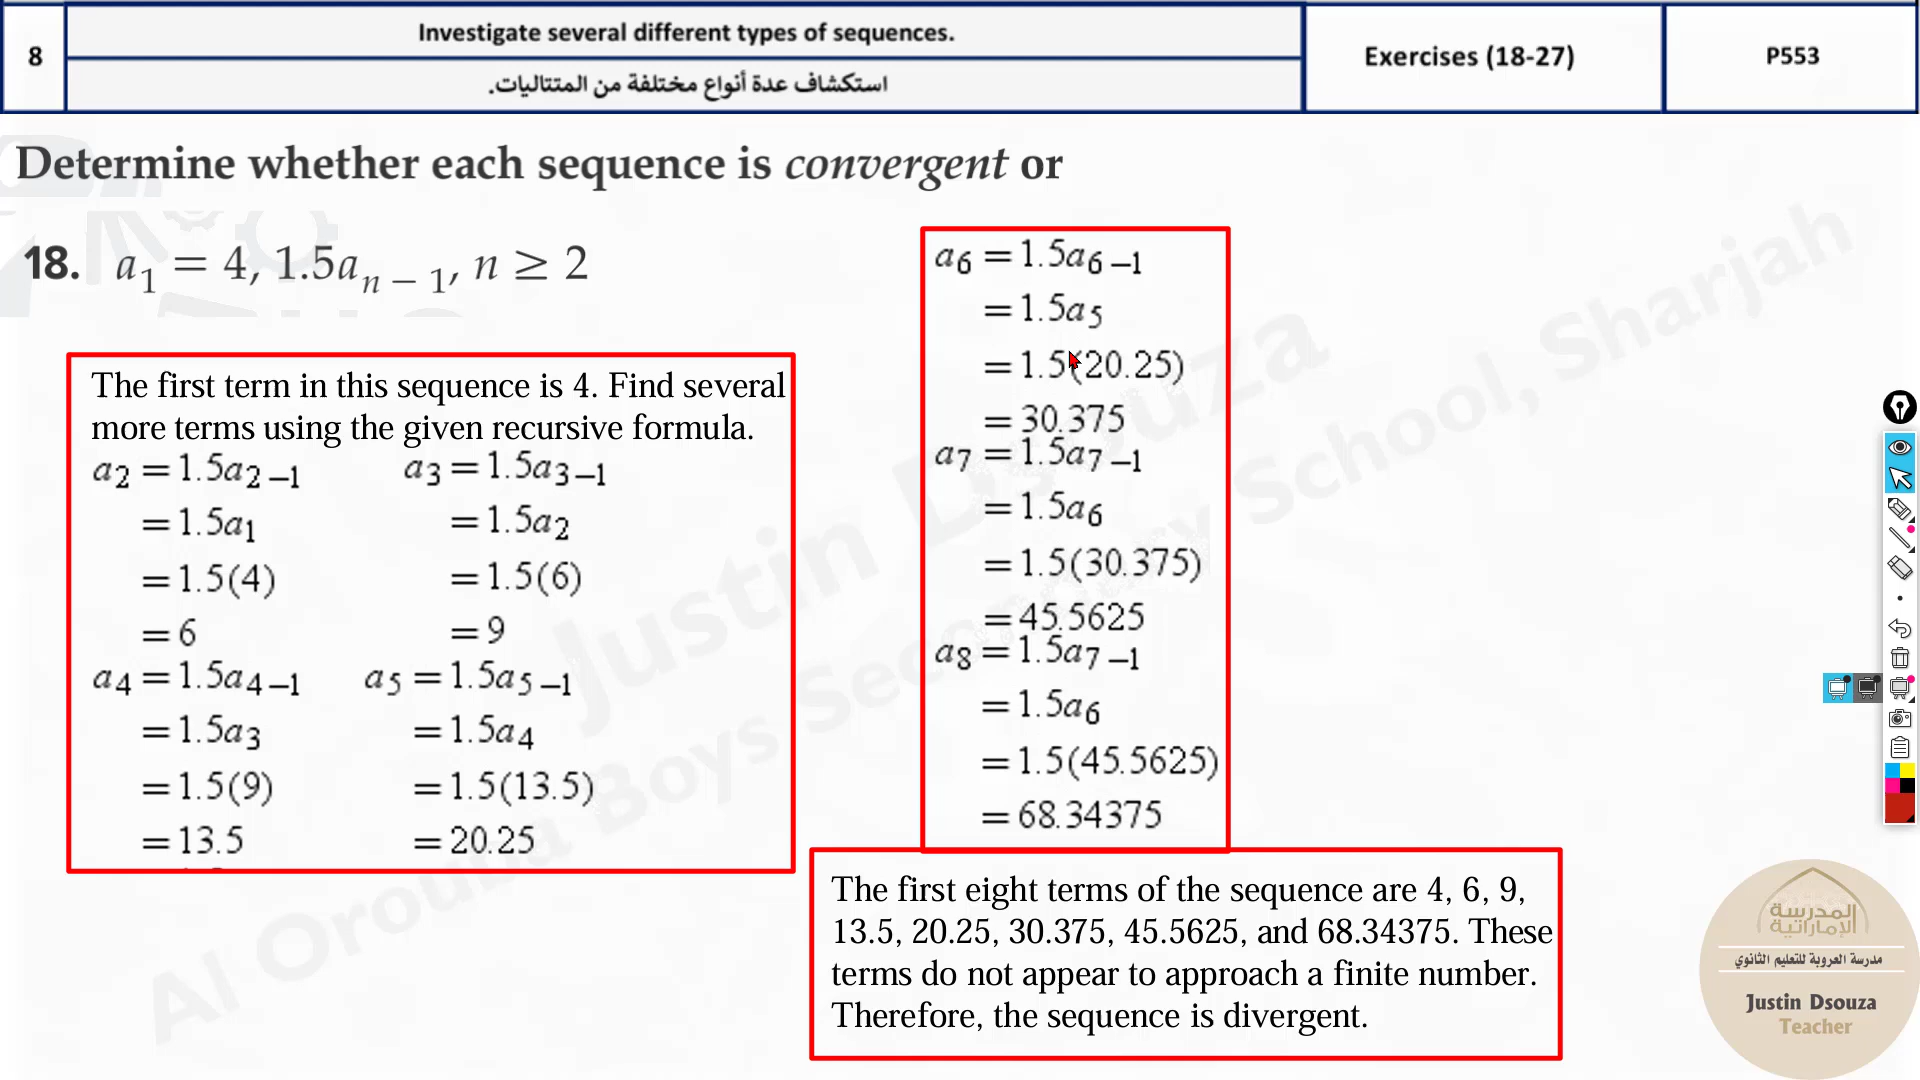 8
Investigate several different types of sequences.
استكشاف عدة أنواع مختلفة من المتتاليات.
Exercises (18-27)
P553
Determine whether each sequence is convergent or
18. a₁ = 4, 1.5aₙ ₋ ₁, n ≥ 2
The first term in this sequence is 4. Find several
more terms using the given recursive formula.
a₂ = 1.5a₂ ₋₁
= 1.5a₁
= 1.5(4)
= 6
a₃ = 1.5a₃₋₁
= 1.5a₂
= 1.5(6)
= 9
a₄ = 1.5a₄₋₁
= 1.5a₃
= 1.5(9)
= 13.5
a₅ = 1.5a₅ ₋₁
= 1.5a₄
= 1.5(13.5)
= 20.25
a₆ = 1.5a₆ ₋₁
= 1.5a₅
= 1.5(20.25)
= 30.375
a₇ = 1.5a₇ ₋₁
= 1.5a₆
= 1.5(30.375)
= 45.5625
a₈ = 1.5a₇ ₋₁
= 1.5a₆
= 1.5(45.5625)
= 68.34375
The first eight terms of the sequence are 4, 6, 9,
13.5, 20.25, 30.375, 45.5625, and 68.34375. These
terms do not appear to approach a finite number.
Therefore, the sequence is divergent.
Justin Dsouza
Al Orouba Boys Secondary School, Sharjah
المدرسة
الإماراتية
مدرسة العروبة للتعليم الثانوي
Justin Dsouza
Teacher